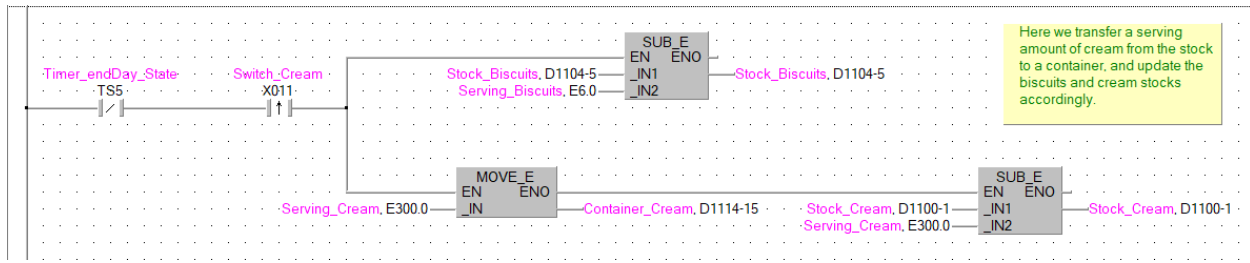 Here we transfer a serving
amount of cream from the stock
to a container, and update the
biscuits and cream stocks
accordingly.
SUB_E
EN ENO
Timer_endDay_State Switch_Cream
Stock_Biscuits, D1104-5 _IN1 Stock_Biscuits, D1104-5
TS5 X011
Serving_Biscuits, E6.0 _IN2
MOVE_E SUB_E
EN ENO EN ENO
Serving_Cream, E300.0 _IN Container_Cream, D1114-15 Stock_Cream, D1100-1 _IN1 Stock_Cream, D1100-1
Serving_Cream, E300.0 _IN2